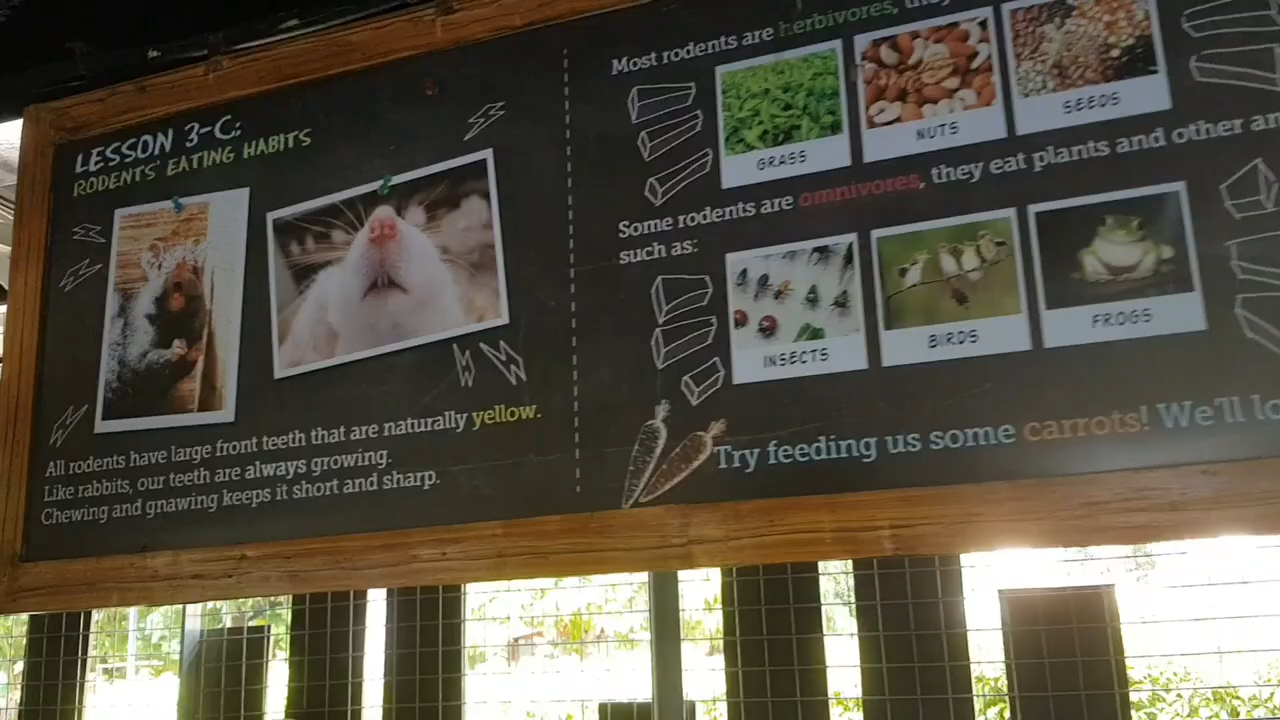 LESSON 3-C:
RODENTS' EATING HABITS
All rodents have large front teeth that are naturally yellow.
Like rabbits, our teeth are always growing.
Chewing and gnawing keeps it short and sharp.
Most rodents are herbivores, they
GRASS
NUTS
SEEDS
Some rodents are omnivores, they eat plants and other an
such as:
INSECTS
BIRDS
FROGS
Try feeding us some carrots! We'll lo